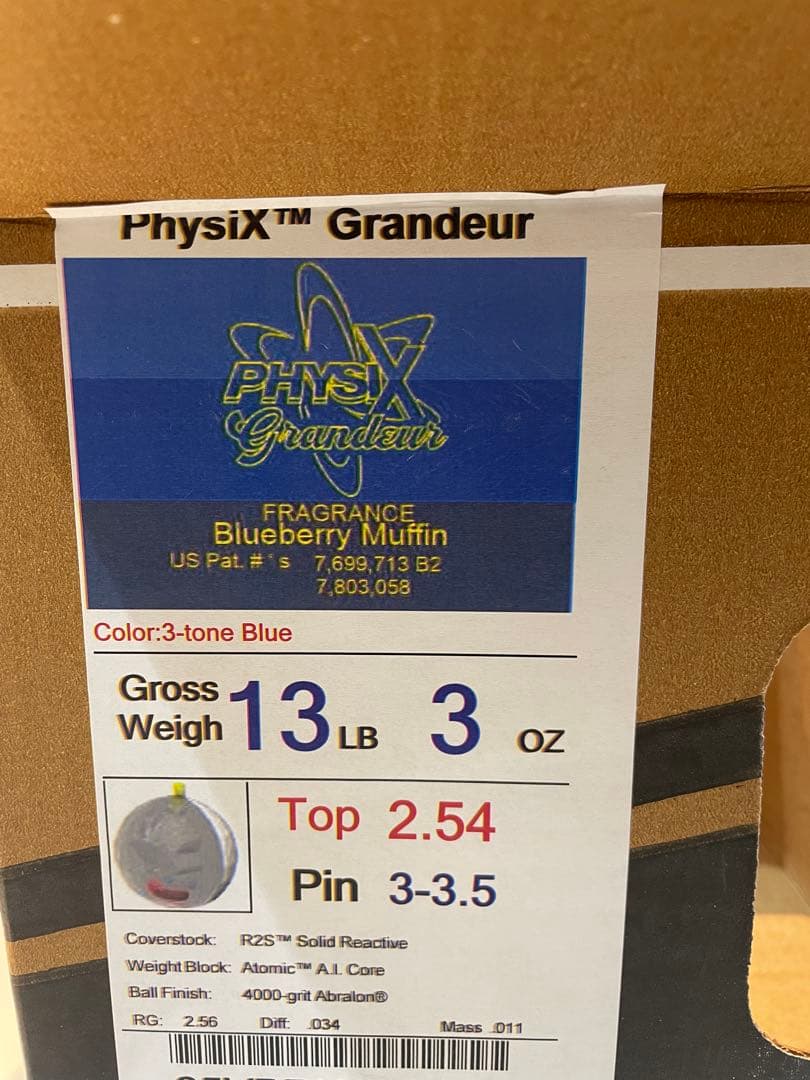 PhysiX™ Grandeur
PHYSIX
Grandeur
FRAGRANCE
Blueberry Muffin
US Pat. #`s 7,699,713 B2
7,803,058
Color:3-tone Blue
Gross
Weigh 13 LB 3 OZ
Top 2.54
Pin 3-3.5
Coverstock: R2S™ Solid Reactive
Weight Block: Atomic™ A.I. Core
Ball Finish: 4000-grit Abralon®
RG: 2.56 Diff: .034 Mass .011